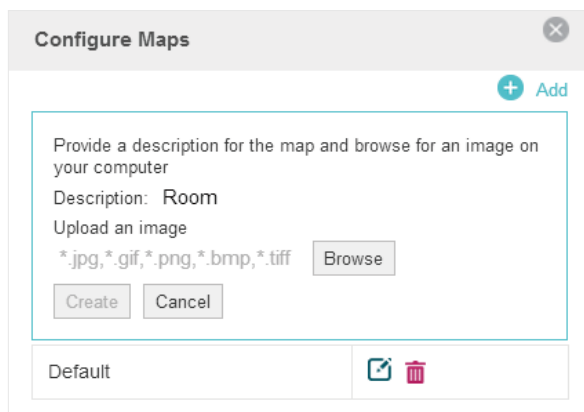 Configure Maps
Add
Provide a description for the map and browse for an image on
your computer
Description: Room
Upload an image
*.jpg,*.gif,*.png,*.bmp,*.tiff Browse
Create Cancel
Default